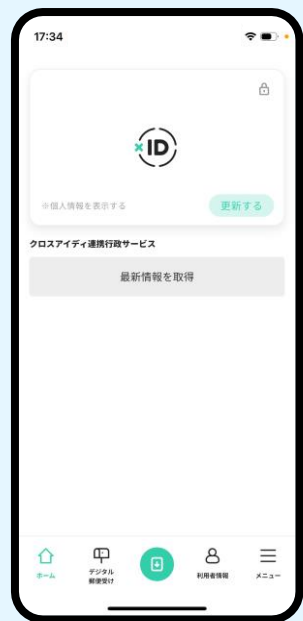 17:34
×ID
※個人情報を表示する
更新する
クロスアイディ連携行政サービス
最新情報を取得
ホーム
デジタル
郵便受け
利用者情報
メニュー